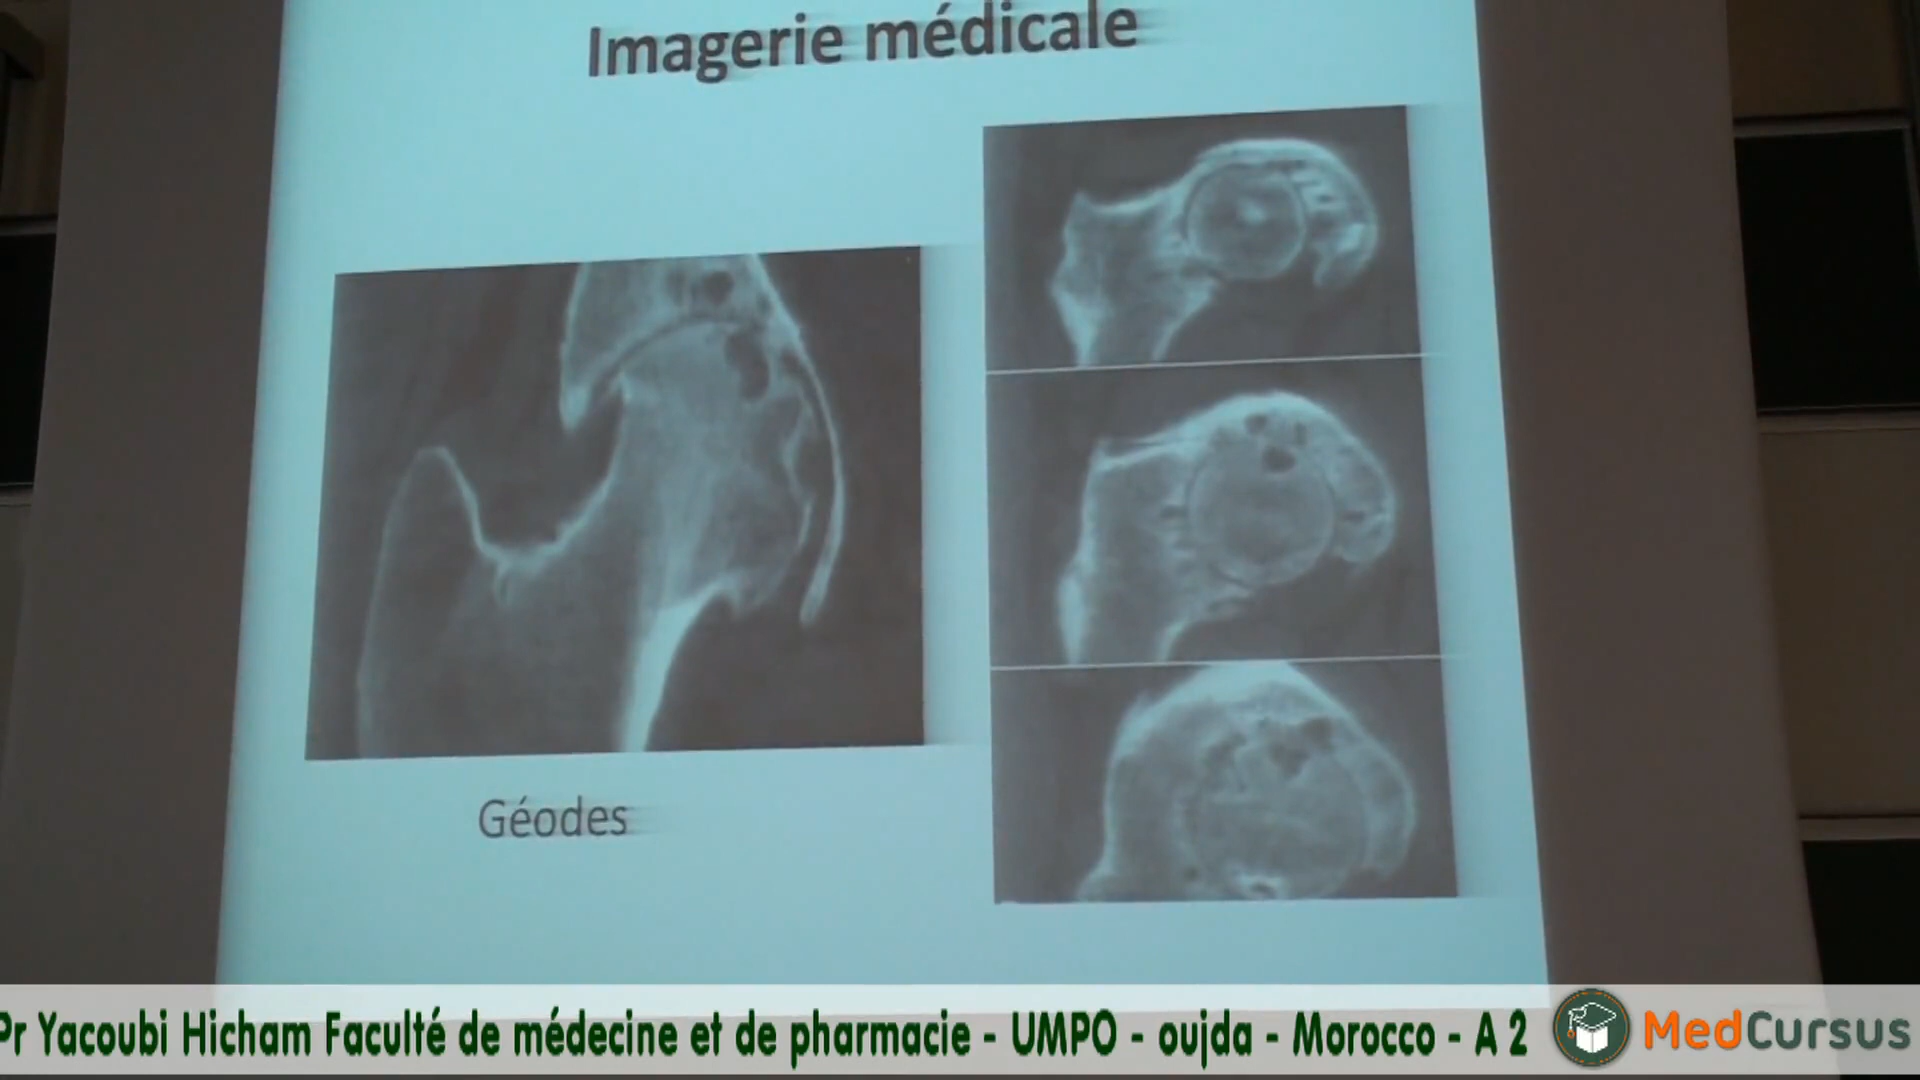 Imagerie médicale
Géodes
Pr Yacoubi Hicham Faculté de médecine et de pharmacie - UMPO - oujda - Morocco - A 2
MedCursus